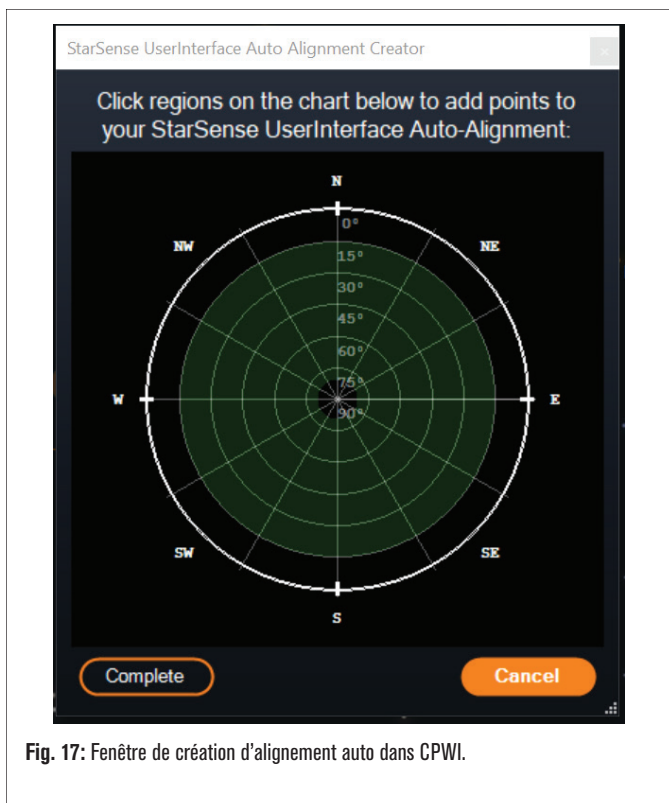 StarSense UserInterface Auto Alignment Creator
×
Click regions on the chart below to add points to
your StarSense UserInterface Auto-Alignment:
N
NW
NE
0°
15°
30°
45°
60°
75°
W
E
90°
SW
SE
S
Complete
Cancel
Fig. 17: Fenêtre de création d'alignement auto dans CPWI.